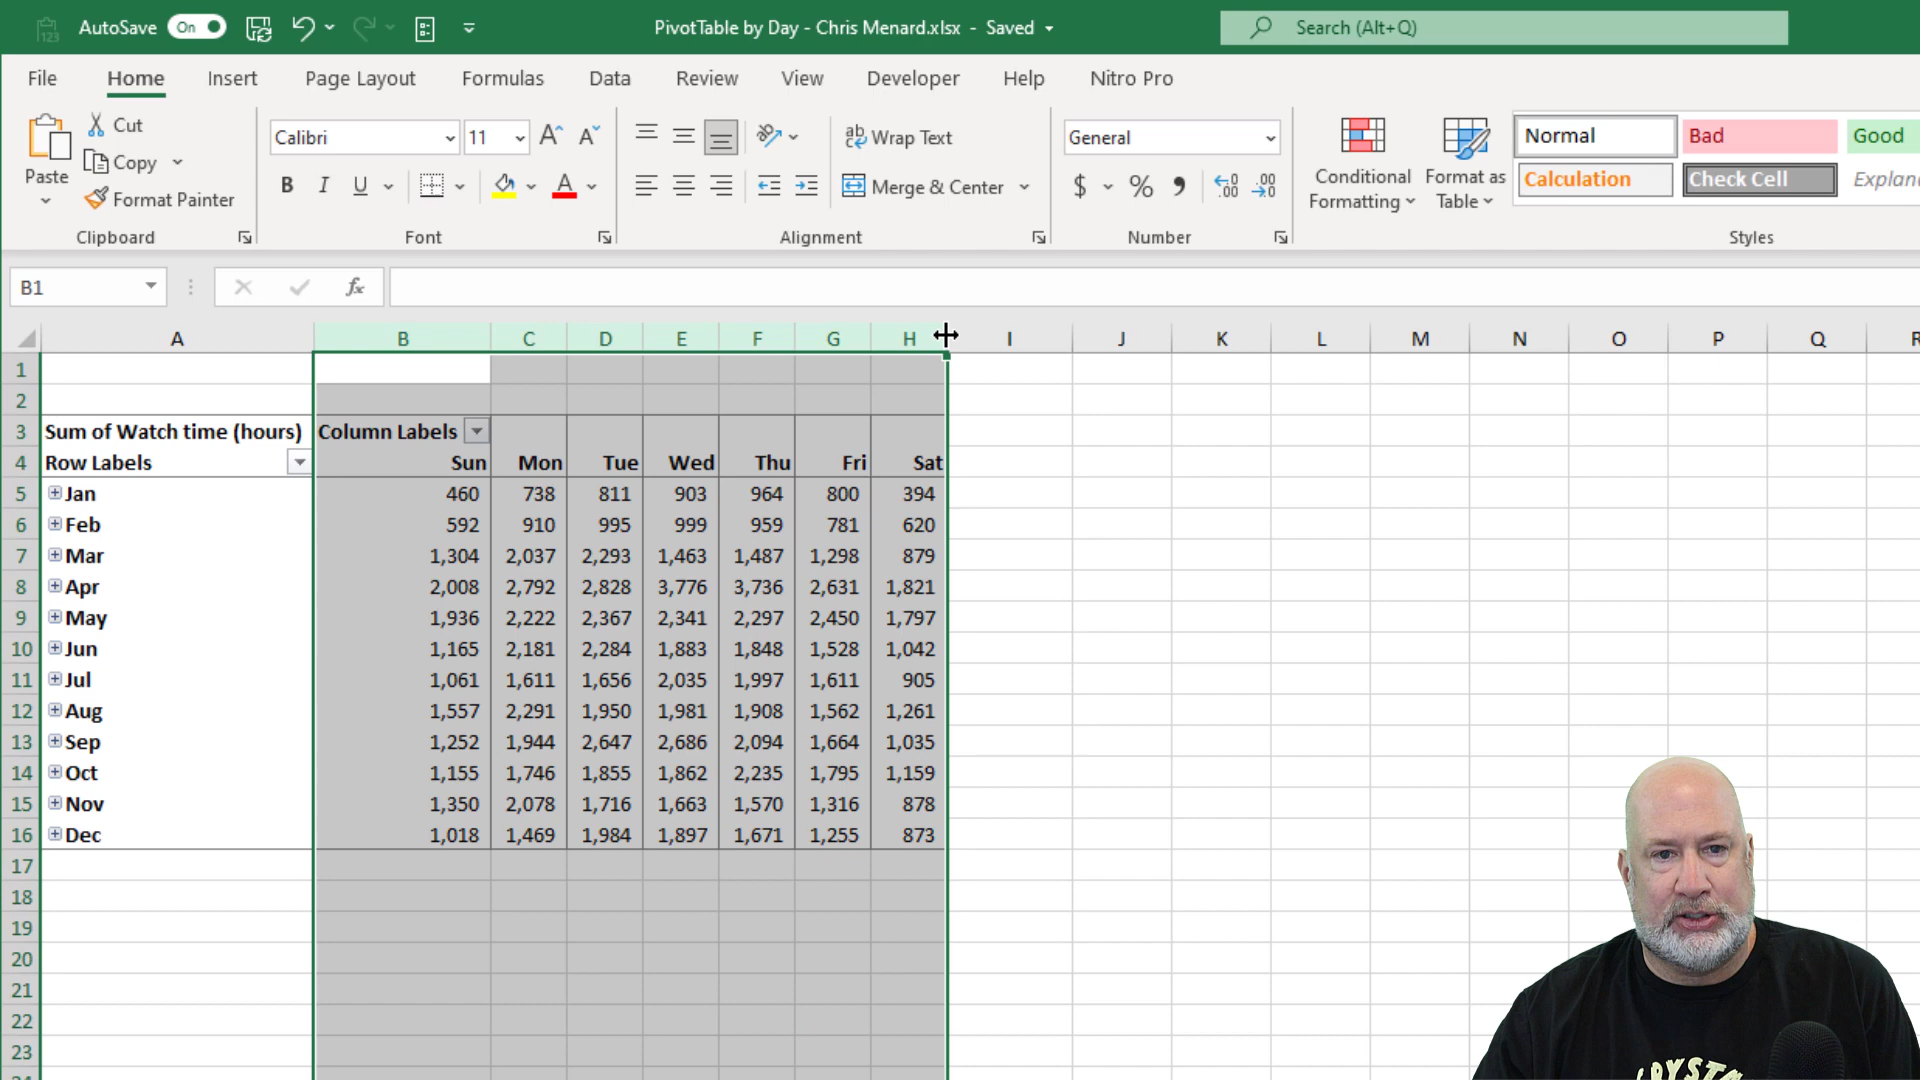 AutoSave On PivotTable by Day - Chris Menard.xlsx - Saved Search (Alt+Q)
File Home Insert Page Layout Formulas Data Review View Developer Help Nitro Pro
Paste
Cut
Copy
Format Painter
Clipboard
Calibri 11
B I U A
Font
Wrap Text
Merge & Center
Alignment
General
$ % 9
Number
Conditional Formatting
Format as Table
Normal Bad Good
Calculation Check Cell
Styles
B1 fx
A B C D E F G H I J K L M N O P Q R
1
2
3 Sum of Watch time (hours) Column Labels
4 Row Labels Sun Mon Tue Wed Thu Fri Sat
5 Jan 460 738 811 903 964 800 394
6 Feb 592 910 995 999 959 781 620
7 Mar 1,304 2,037 2,293 1,463 1,487 1,298 879
8 Apr 2,008 2,792 2,828 3,776 3,736 2,631 1,821
9 May 1,936 2,222 2,367 2,341 2,297 2,450 1,797
10 Jun 1,165 2,181 2,284 1,883 1,848 1,528 1,042
11 Jul 1,061 1,611 1,656 2,035 1,997 1,611 905
12 Aug 1,557 2,291 1,950 1,981 1,908 1,562 1,261
13 Sep 1,252 1,944 2,647 2,686 2,094 1,664 1,035
14 Oct 1,155 1,746 1,855 1,862 2,235 1,795 1,159
15 Nov 1,350 2,078 1,716 1,663 1,570 1,316 878
16 Dec 1,018 1,469 1,984 1,897 1,671 1,255 873
17
18
19
20
21
22
23